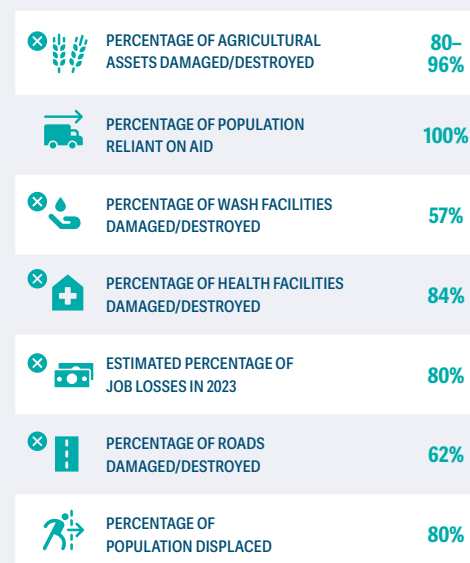 PERCENTAGE OF AGRICULTURAL
ASSETS DAMAGED/DESTROYED
80–
96%
PERCENTAGE OF POPULATION
RELIANT ON AID
100%
PERCENTAGE OF WASH FACILITIES
DAMAGED/DESTROYED
57%
PERCENTAGE OF HEALTH FACILITIES
DAMAGED/DESTROYED
84%
ESTIMATED PERCENTAGE OF
JOB LOSSES IN 2023
80%
PERCENTAGE OF ROADS
DAMAGED/DESTROYED
62%
PERCENTAGE OF
POPULATION DISPLACED
80%